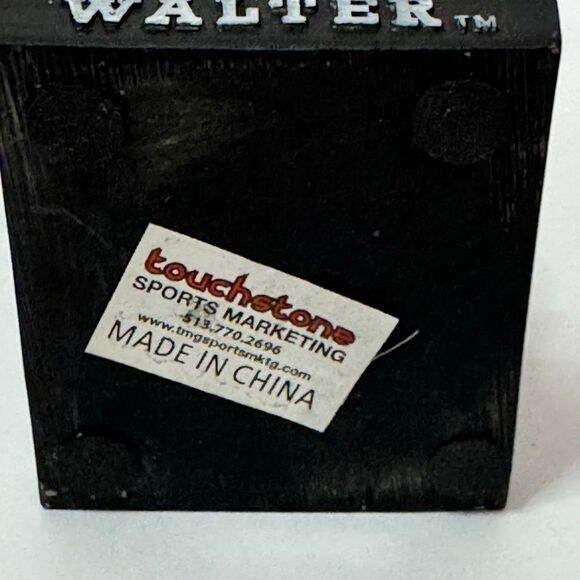 WALTER™
touchstone
SPORTS MARKETING
513.770.2696
www.tmgsportsmktg.com
MADE IN CHINA